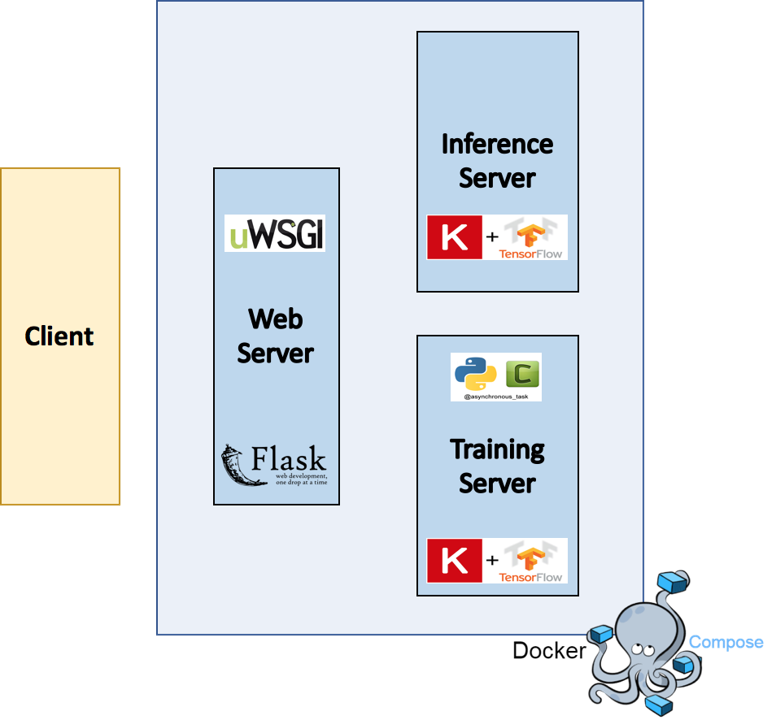 Client
uWSGI
Web
Server
Flask
web development,
one drop at a time
Inference
Server
K + TensorFlow
C
@asynchronous_task
Training
Server
K + TensorFlow
Docker Compose